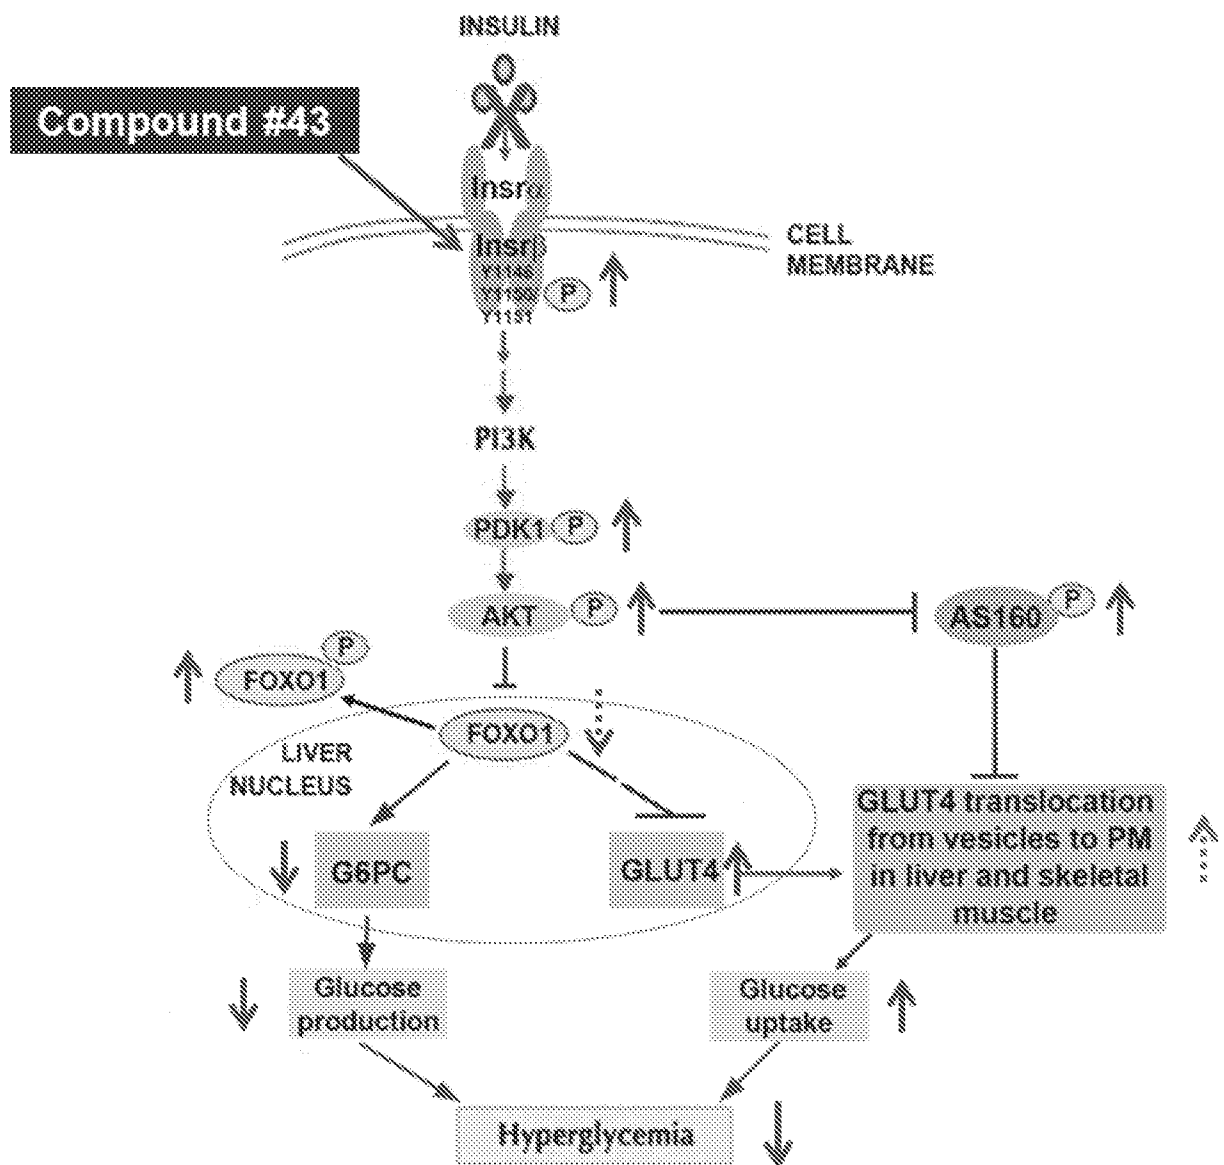 INSULIN
Compound #43
Insrα
CELL
MEMBRANE
Insrβ
Y1146
Y1150
Y1151
P
PI3K
PDK1
P
AKT
P
AS160
P
FOXO1
P
FOXO1
LIVER
NUCLEUS
G6PC
GLUT4
GLUT4 translocation
from vesicles to PM
in liver and skeletal
muscle
Glucose
production
Glucose
uptake
Hyperglycemia